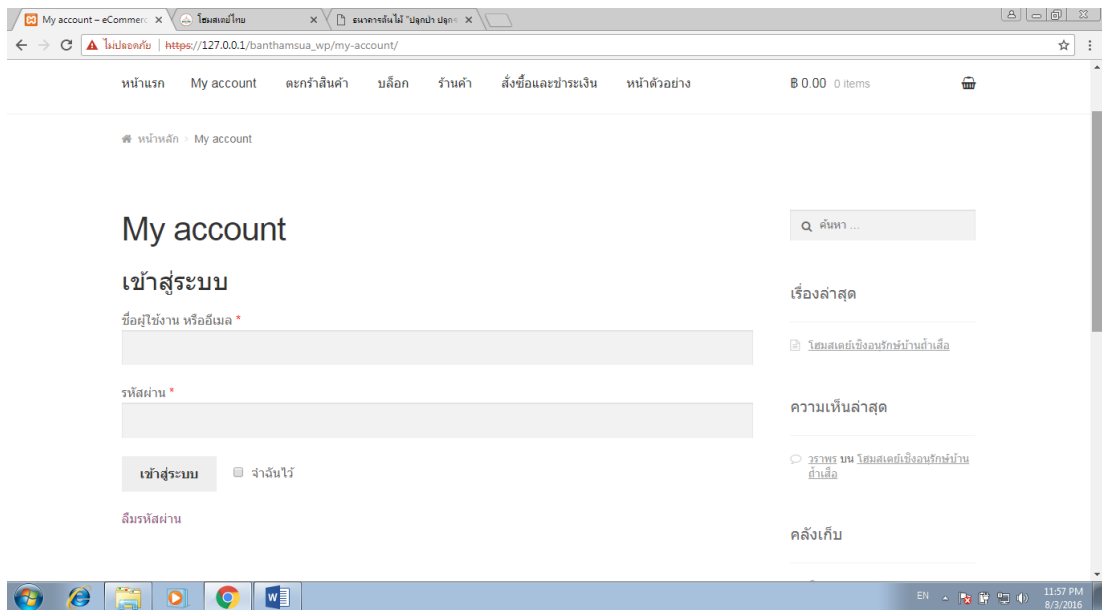 My account – eCommerc
โฮมสเตย์ไทย
ธนาคารต้นไม้ "ปลูกป่า ปลูก
ไม่ปลอดภัย | https://127.0.0.1/banthamsua_wp/my-account/
หน้าแรก My account ตะกร้าสินค้า บล็อก ร้านค้า สั่งซื้อและชำระเงิน หน้าตัวอย่าง ฿ 0.00 0 items
หน้าหลัก › My account
My account
เข้าสู่ระบบ
ชื่อผู้ใช้งาน หรืออีเมล *
รหัสผ่าน *
เข้าสู่ระบบ จำฉันไว้
ลืมรหัสผ่าน
ค้นหา …
เรื่องล่าสุด
โฮมสเตย์เชิงอนุรักษ์บ้านถ้ำเสือ
ความเห็นล่าสุด
วราพร บน โฮมสเตย์เชิงอนุรักษ์บ้าน
ถ้ำเสือ
คลังเก็บ
EN
11:57 PM
8/3/2016